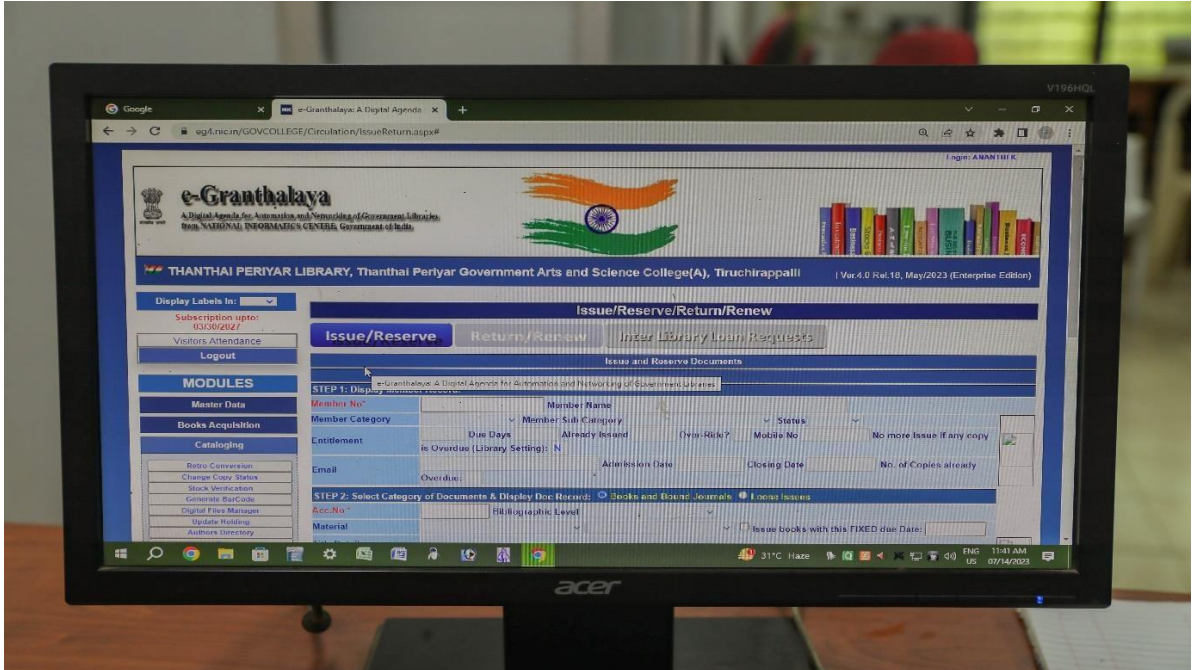 V196HQL
Google
e-Granthalaya: A Digital Agenda
eg4.nic.in/GOVCOLLEGE/Circulation/IssueReturn.aspx#
Login: ANANTHI K
e-Granthalaya
A Digital Agenda for Automation and Networking of Government Libraries
from NATIONAL INFORMATICS CENTRE, Government of India
THANTHAI PERIYAR LIBRARY, Thanthai Periyar Government Arts and Science College(A), Tiruchirappalli | Ver.4.0 Rel.18, May/2023 (Enterprise Edition)
Display Labels In:
Subscription upto:
03/30/2027
Visitors Attendance
Logout
MODULES
Master Data
Books Acquisition
Cataloging
Retro Conversion
Change Copy Status
Stock Verification
Generate BarCode
Digital Files Manager
Update Holding
Authors Directory
Issue/Reserve/Return/Renew
Issue/Reserve Return/Renew Inter Library Loan Requests
Issue and Reserve Documents
e-Granthalaya: A Digital Agenda for Automation and Networking of Government Libraries
STEP 1: Display Member Record:
Member No* Member Name
Member Category Member Sub Category Status
Entitlement Due Days Already Issued Over-Ride? Mobile No No more Issue if any copy
is Overdue (Library Setting): N
Email Admission Date Closing Date No. of Copies already
Overdue:
STEP 2: Select Category of Documents & Display Doc Record: Books and Bound Journals Loose Issues
Acc.No * Bibliographic Level
Material Issue books with this FIXED due Date:
31°C Haze ENG 11:41 AM
US 07/14/2023
acer